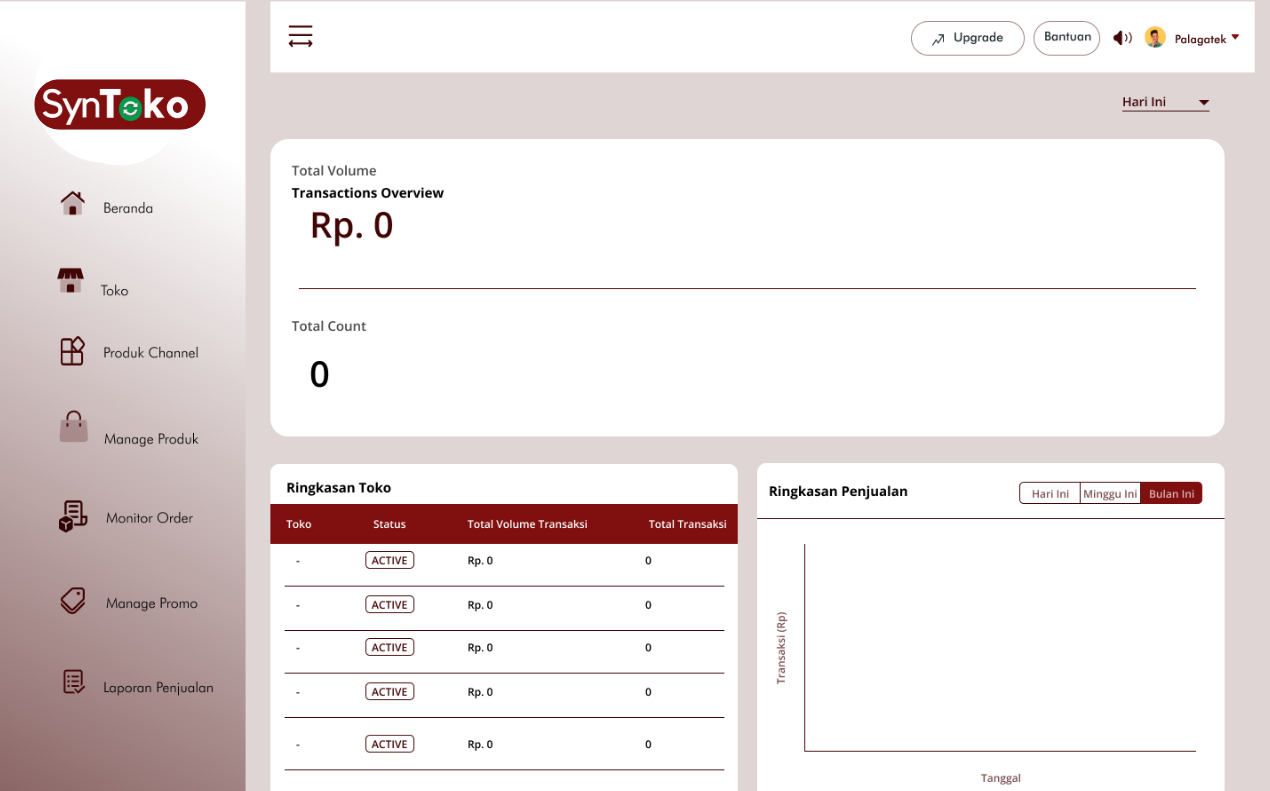 SynToko
Upgrade
Bantuan
Palagatek
Hari Ini
Beranda
Toko
Produk Channel
Manage Produk
Monitor Order
Manage Promo
Laporan Penjualan
Total Volume
Transactions Overview
Rp. 0
Total Count
0
Ringkasan Toko
Toko Status Total Volume Transaksi Total Transaksi
- ACTIVE Rp. 0 0
- ACTIVE Rp. 0 0
- ACTIVE Rp. 0 0
- ACTIVE Rp. 0 0
- ACTIVE Rp. 0 0
Ringkasan Penjualan
Hari Ini Minggu Ini Bulan Ini
Transaksi (Rp)
Tanggal